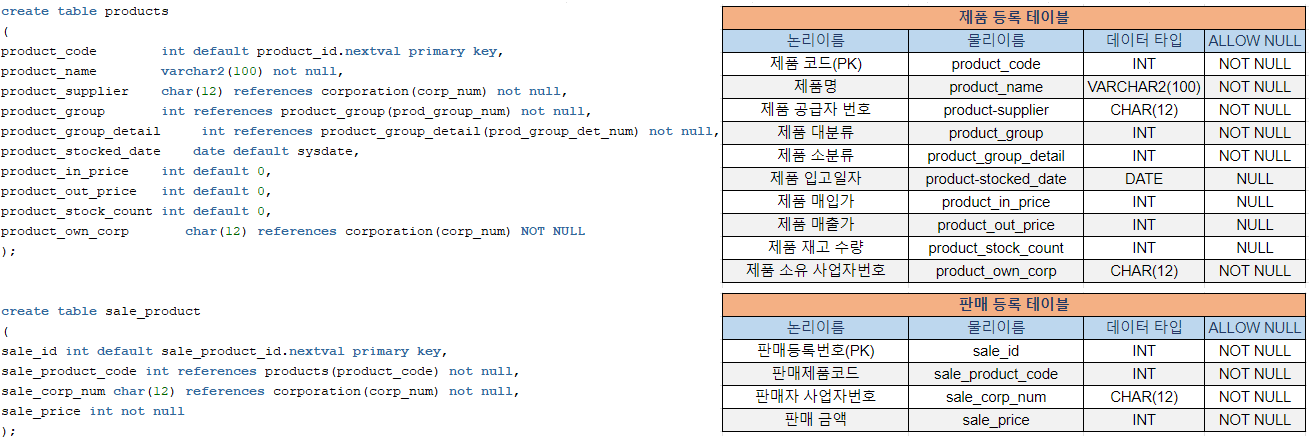 create table products
(
product_code int default product_id.nextval primary key,
product_name varchar2(100) not null,
product_supplier char(12) references corporation(corp_num) not null,
product_group int references product_group(prod_group_num) not null,
product_group_detail int references product_group_detail(prod_group_det_num) not null,
product_stocked_date date default sysdate,
product_in_price int default 0,
product_out_price int default 0,
product_stock_count int default 0,
product_own_corp char(12) references corporation(corp_num) NOT NULL
);
create table sale_product
(
sale_id int default sale_product_id.nextval primary key,
sale_product_code int references products(product_code) not null,
sale_corp_num char(12) references corporation(corp_num) not null,
sale_price int not null
);
제품 등록 테이블
논리이름 물리이름 데이터 타입 ALLOW NULL
제품 코드(PK) product_code INT NOT NULL
제품명 product_name VARCHAR2(100) NOT NULL
제품 공급자 번호 product-supplier CHAR(12) NOT NULL
제품 대분류 product_group INT NOT NULL
제품 소분류 product_group_detail INT NOT NULL
제품 입고일자 product-stocked_date DATE NULL
제품 매입가 product_in_price INT NULL
제품 매출가 product_out_price INT NULL
제품 재고 수량 product_stock_count INT NULL
제품 소유 사업자번호 product_own_corp CHAR(12) NOT NULL
판매 등록 테이블
논리이름 물리이름 데이터 타입 ALLOW NULL
판매등록번호(PK) sale_id INT NOT NULL
판매제품코드 sale_product_code INT NOT NULL
판매자 사업자번호 sale_corp_num CHAR(12) NOT NULL
판매 금액 sale_price INT NOT NULL